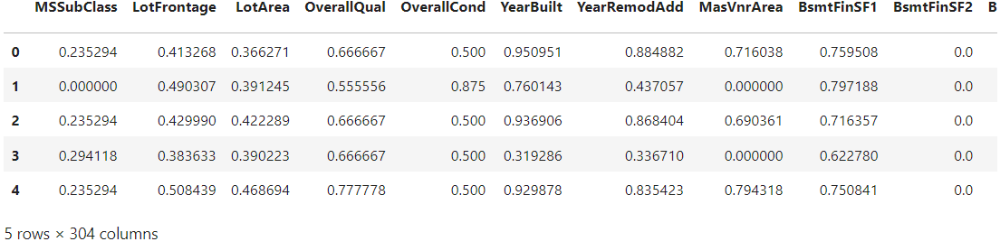 MSSubClass LotFrontage LotArea OverallQual OverallCond YearBuilt YearRemodAdd MasVnrArea BsmtFinSF1 BsmtFinSF2 B
0 0.235294 0.413268 0.366271 0.666667 0.500 0.950951 0.884882 0.716038 0.759508 0.0
1 0.000000 0.490307 0.391245 0.555556 0.875 0.760143 0.437057 0.000000 0.797188 0.0
2 0.235294 0.429990 0.422289 0.666667 0.500 0.936906 0.868404 0.690361 0.716357 0.0
3 0.294118 0.383633 0.390223 0.666667 0.500 0.319286 0.336710 0.000000 0.622780 0.0
4 0.235294 0.508439 0.468694 0.777778 0.500 0.929878 0.835423 0.794318 0.750841 0.0
5 rows × 304 columns